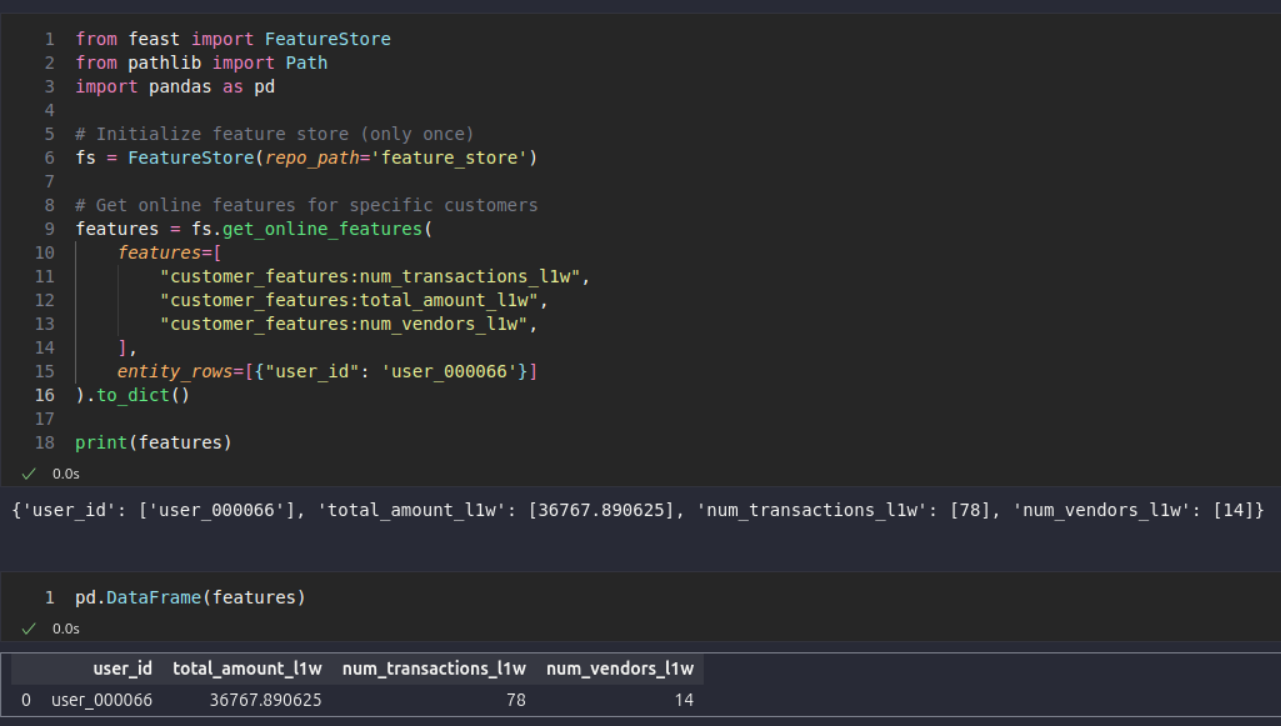 1 from feast import FeatureStore
2 from pathlib import Path
3 import pandas as pd
4
5 # Initialize feature store (only once)
6 fs = FeatureStore(repo_path='feature_store')
7
8 # Get online features for specific customers
9 features = fs.get_online_features(
10     features=[
11         "customer_features:num_transactions_l1w",
12         "customer_features:total_amount_l1w",
13         "customer_features:num_vendors_l1w",
14     ],
15     entity_rows=[{"user_id": 'user_000066'}]
16 ).to_dict()
17
18 print(features)
✓ 0.0s
{'user_id': ['user_000066'], 'total_amount_l1w': [36767.890625], 'num_transactions_l1w': [78], 'num_vendors_l1w': [14]}
1 pd.DataFrame(features)
✓ 0.0s
user_id total_amount_l1w num_transactions_l1w num_vendors_l1w
0 user_000066 36767.890625 78 14